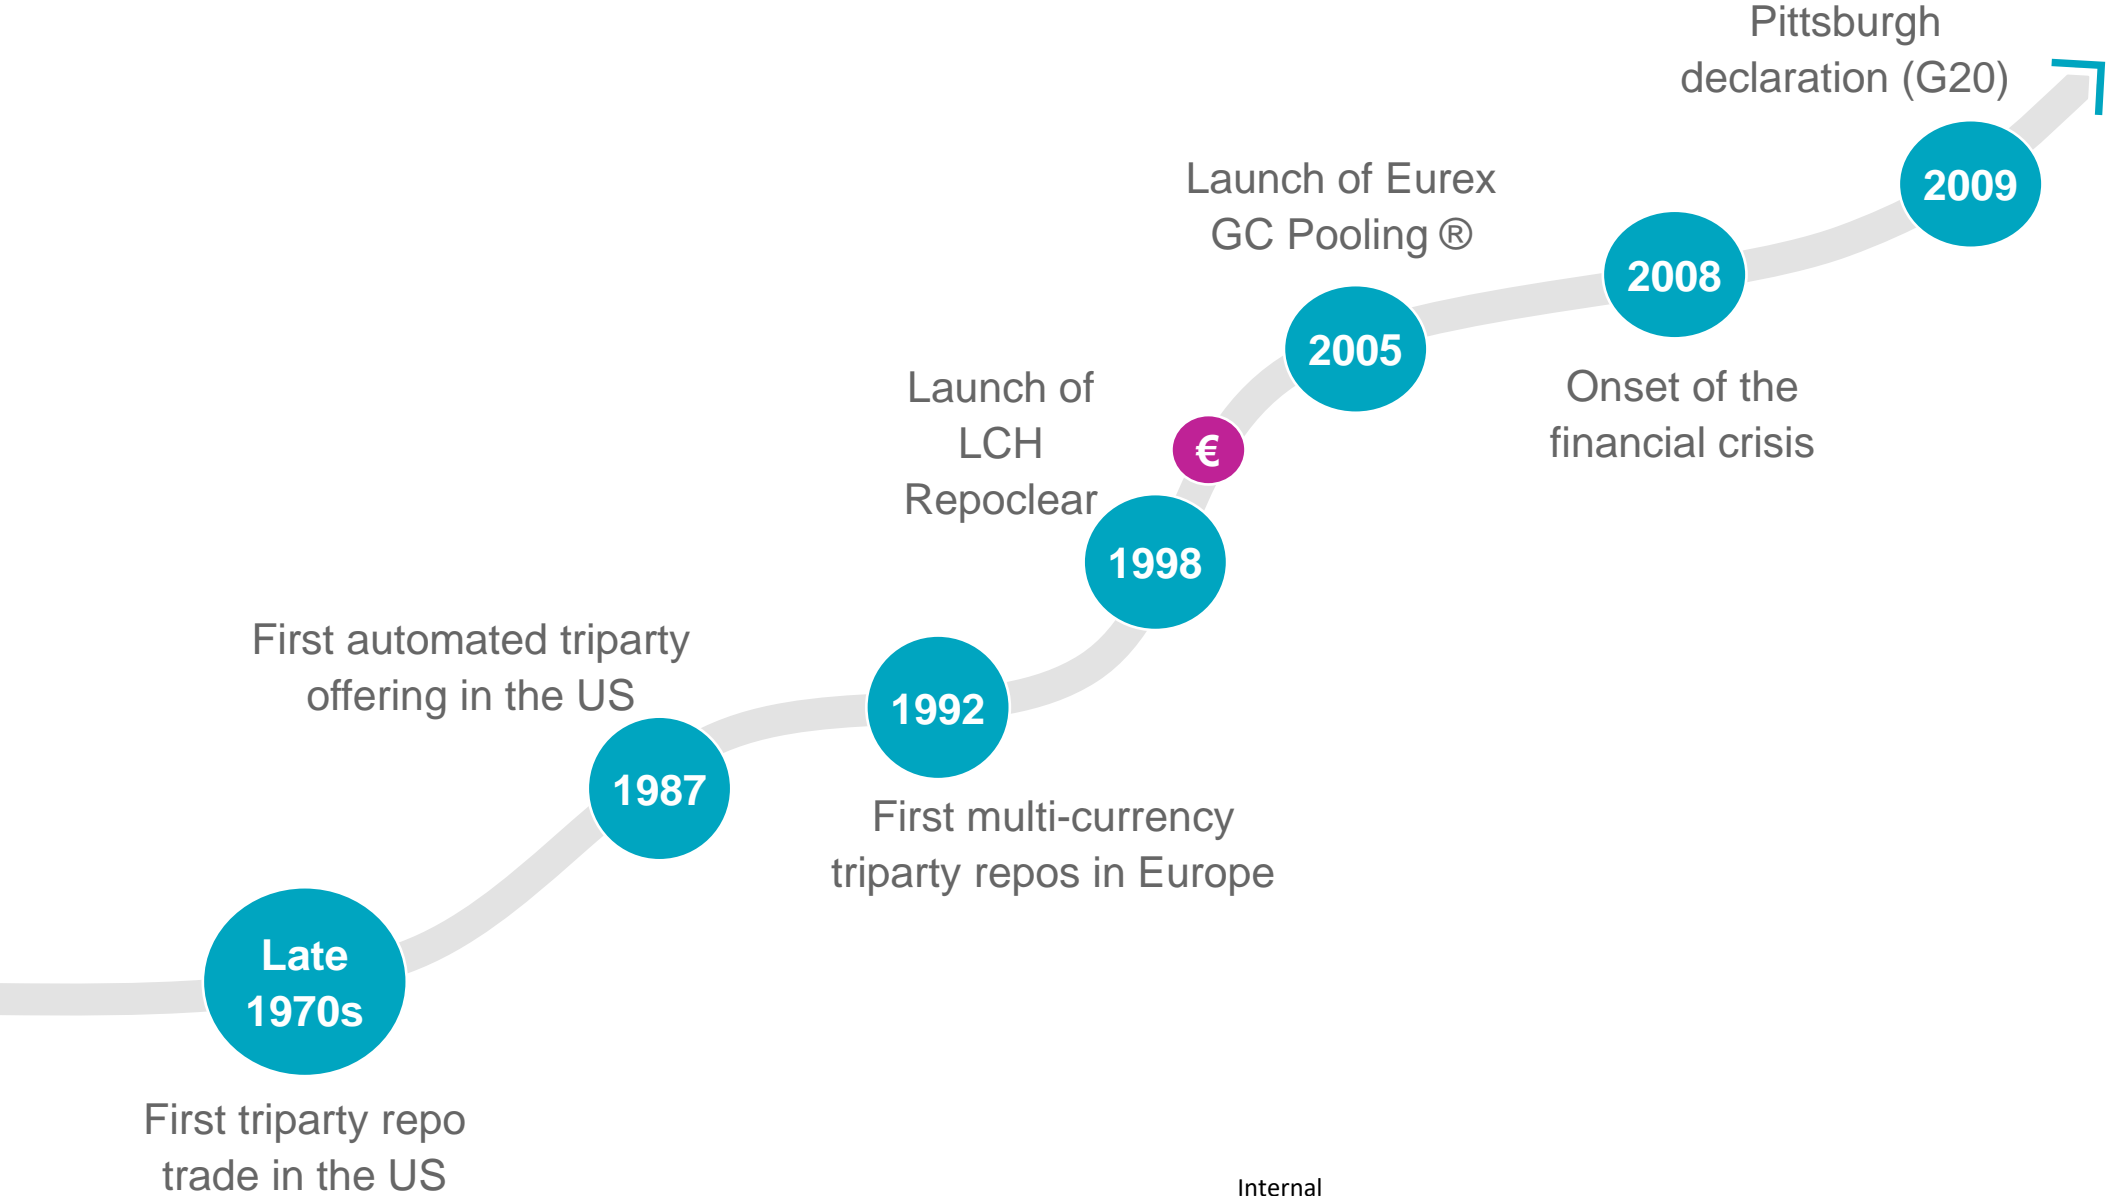 Pittsburgh
declaration (G20)
2009
Launch of Eurex
GC Pooling ®
2008
2005
Onset of the
financial crisis
Launch of
LCH
Repoclear
€
1998
First automated triparty
offering in the US
1992
1987
First multi-currency
triparty repos in Europe
Late
1970s
First triparty repo
trade in the US
Internal